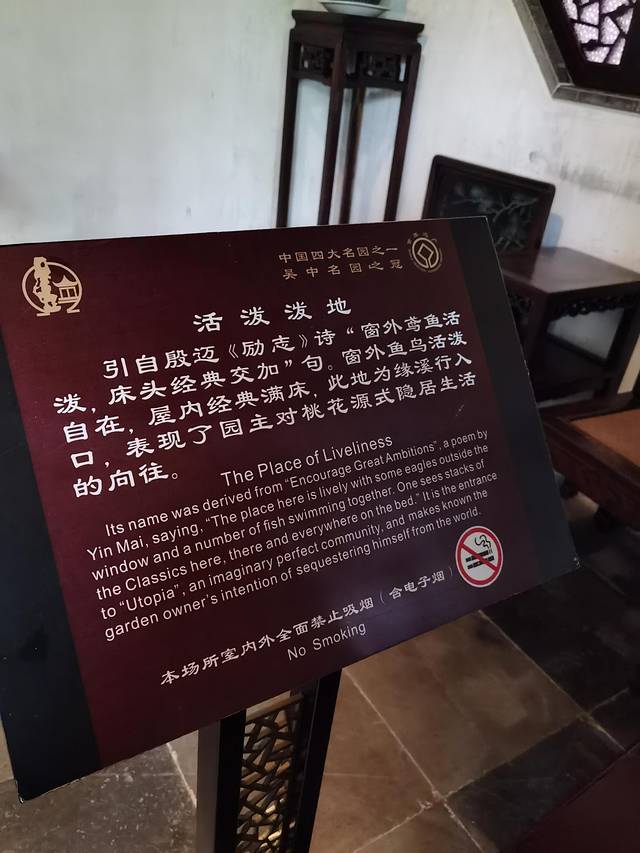 中国四大名园之一
吴中名园之冠
活泼泼地
引自殷迈《励志》诗“窗外鸢鱼活
泼，床头经典交加”句。窗外鱼鸟活泼
自在，屋内经典满床，此地为缘溪行入
口，表现了园主对桃花源式隐居生活
的向往。
The Place of Liveliness
Its name was derived from “Encourage Great Ambitions”, a poem by
Yin Mai, saying, “The place here is lively with some eagles outside the
window and a number of fish swimming together. One sees stacks of
the Classics here, there and everywhere on the bed.” It is the entrance
to “Utopia”, an imaginary perfect community, and makes known the
garden owner’s intention of sequestering himself from the world.
本场所室内外全面禁止吸烟（含电子烟）
No Smoking